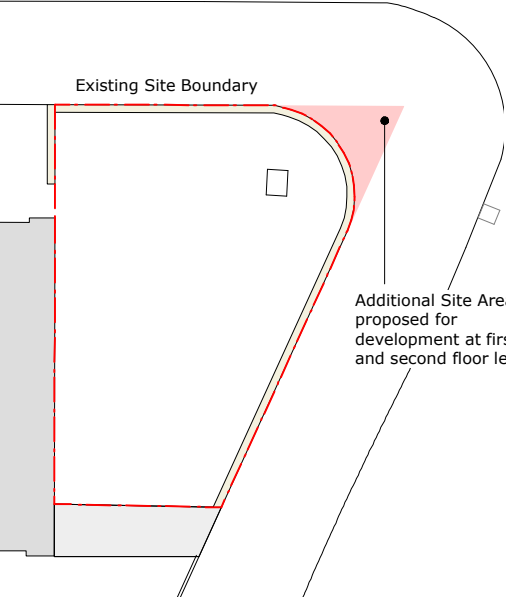 Existing Site Boundary
Additional Site Area
proposed for
development at firs
and second floor le